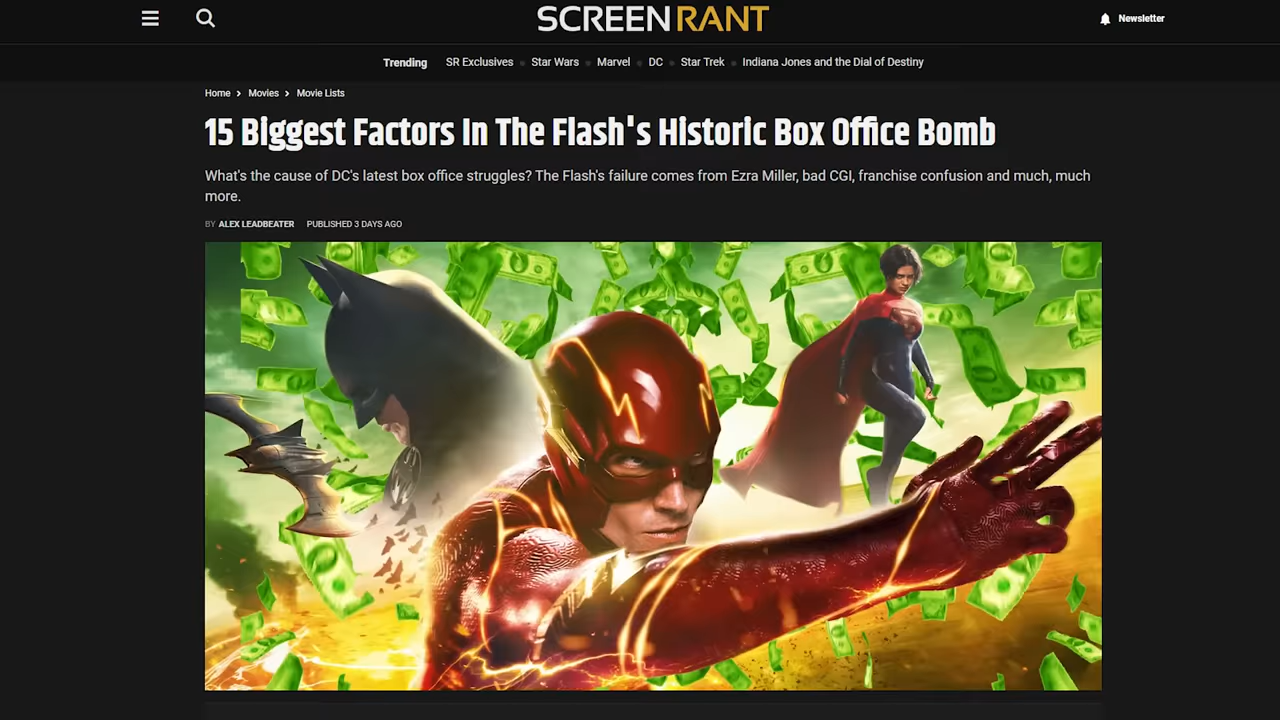 SCREENRANT
Newsletter
Trending SR Exclusives Star Wars Marvel DC Star Trek Indiana Jones and the Dial of Destiny
Home > Movies > Movie Lists
15 Biggest Factors In The Flash's Historic Box Office Bomb
What's the cause of DC's latest box office struggles? The Flash's failure comes from Ezra Miller, bad CGI, franchise confusion and much, much
more.
BY ALEX LEADBEATER PUBLISHED 3 DAYS AGO